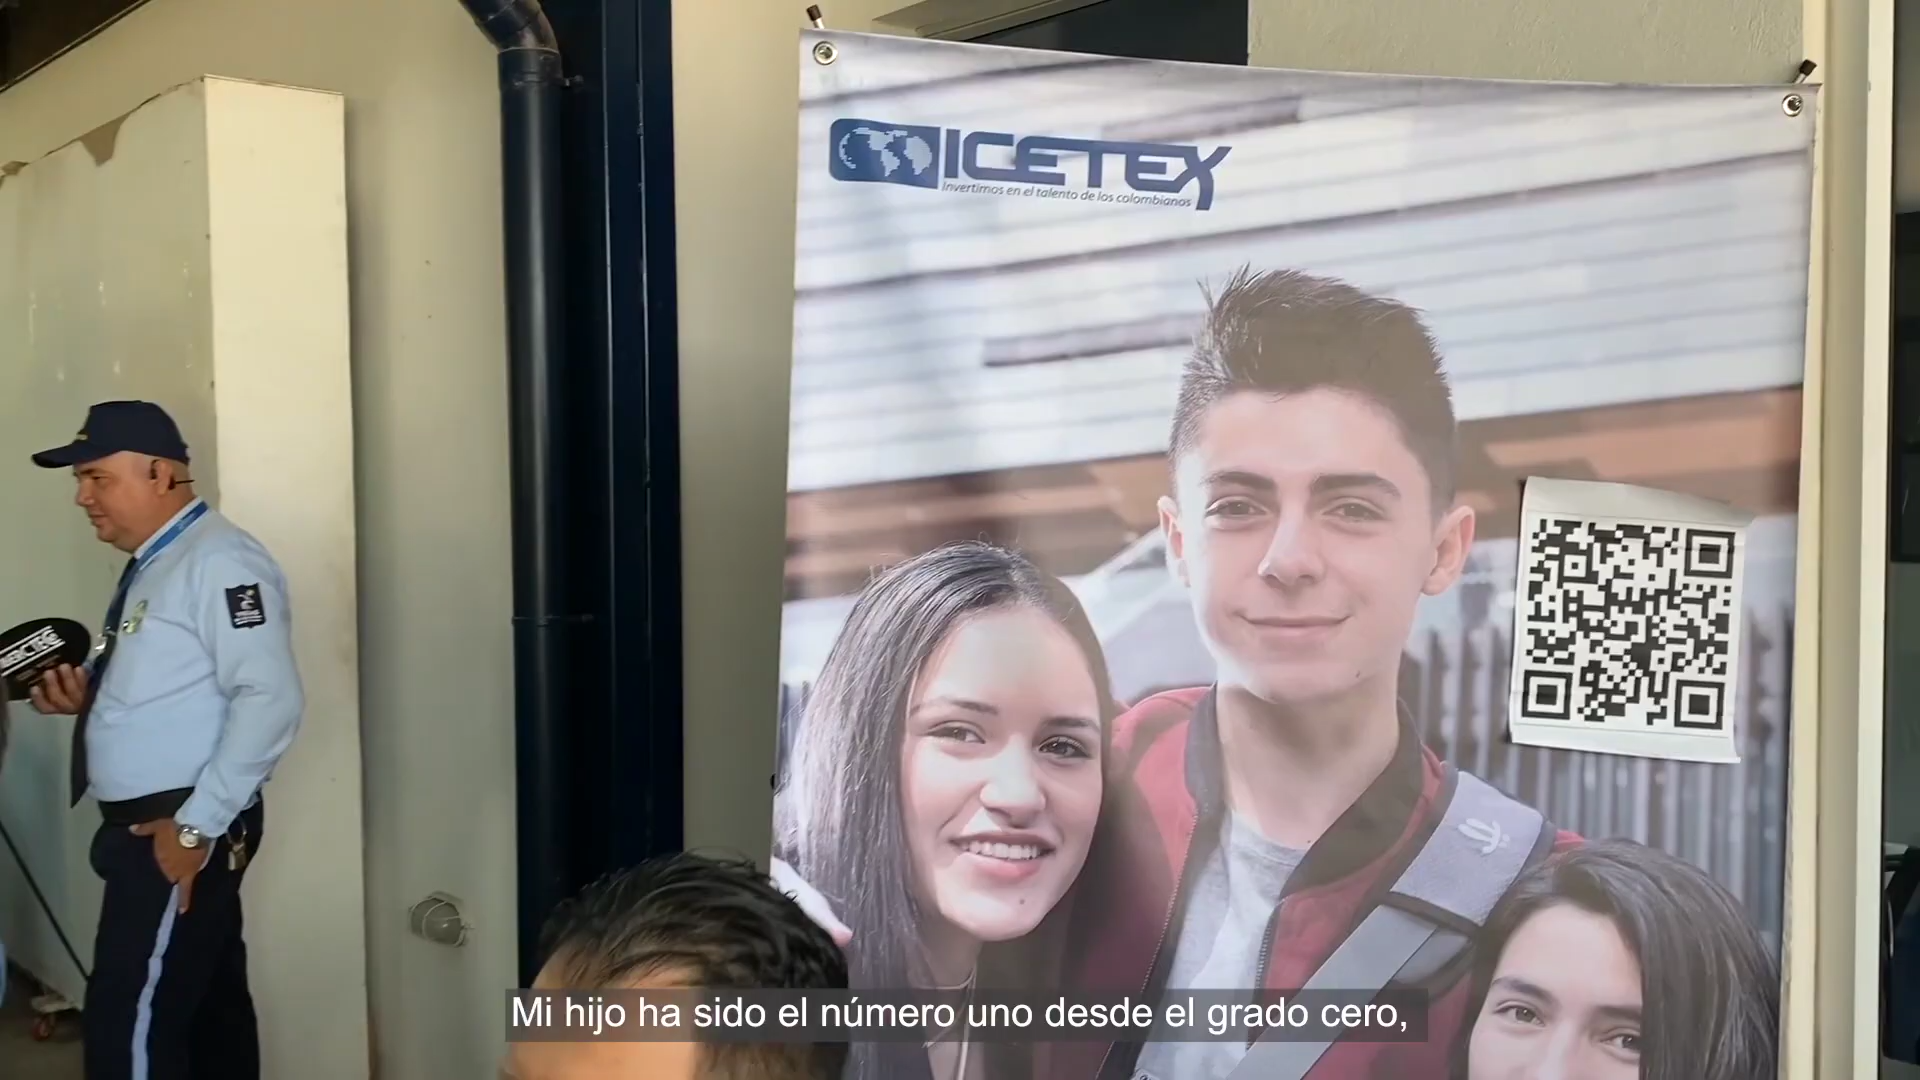 ICETEX
Invertimos en el talento de los colombianos
Mi hijo ha sido el número uno desde el grado cero,